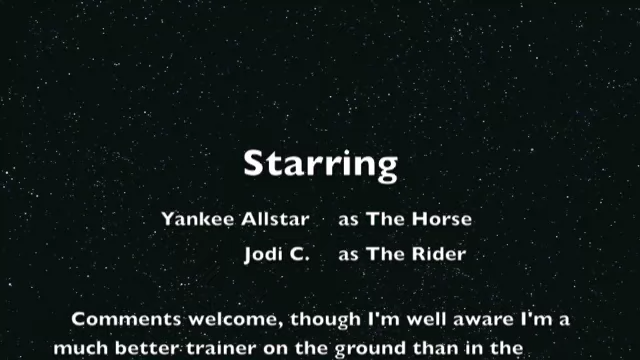 Starring
Yankee Allstar as The Horse
Jodi C. as The Rider
Comments welcome, though I'm well aware I'm a
much better trainer on the ground than in the